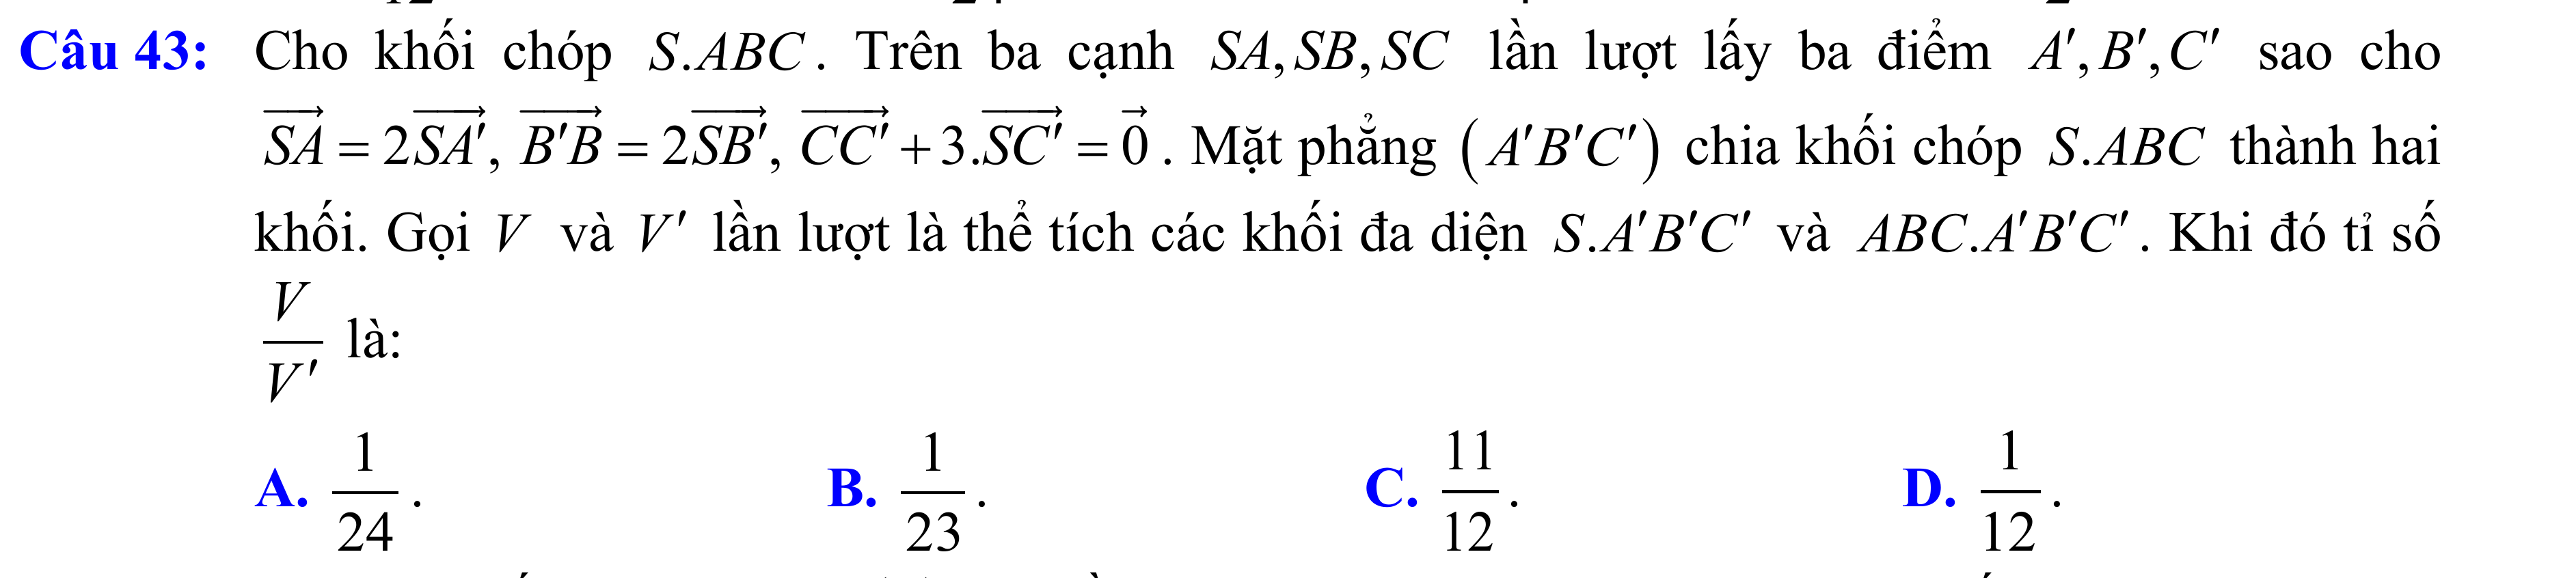 Câu 43: Cho khối chóp S.ABC. Trên ba cạnh SA, SB, SC lần lượt lấy ba điểm A′, B′, C′ sao cho
$\overrightarrow{SA} = 2\overrightarrow{SA'}, \overrightarrow{B'B} = 2\overrightarrow{SB'}, \overrightarrow{CC'} + 3.\overrightarrow{SC'} = \vec{0}$. Mặt phẳng (A′B′C′) chia khối chóp S.ABC thành hai
khối. Gọi V và V′ lần lượt là thể tích các khối đa diện S.A′B′C′ và ABC.A′B′C′. Khi đó tỉ số
$\frac{V}{V'}$ là:
A. $\frac{1}{24}$. B. $\frac{1}{23}$. C. $\frac{11}{12}$. D. $\frac{1}{12}$.